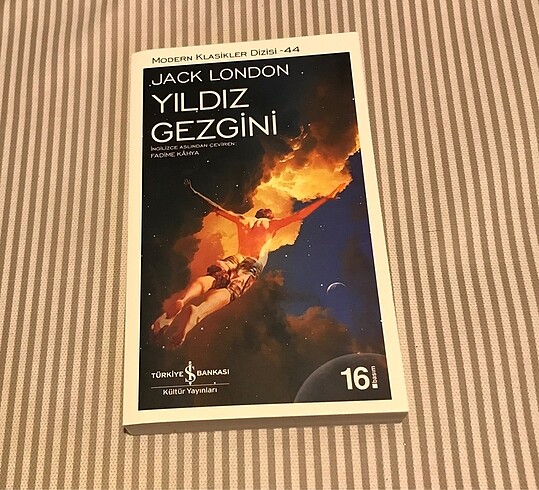 MODERN KLASİKLER DİZİSİ -44
JACK LONDON
YILDIZ
GEZGİNİ
İNGİLİZCE ASLINDAN ÇEVİREN:
FADİME KÂHYA
TÜRKİYE İŞ BANKASI
Kültür Yayınları
16. basım